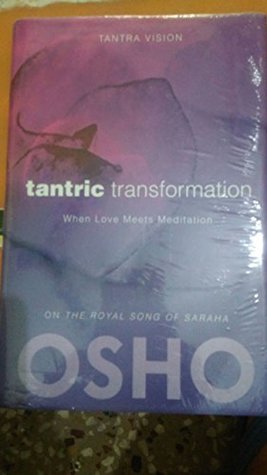 TANTRA VISION
tantric transformation
When Love Meets Meditation
ON THE ROYAL SONG OF SARAHA
OSHO